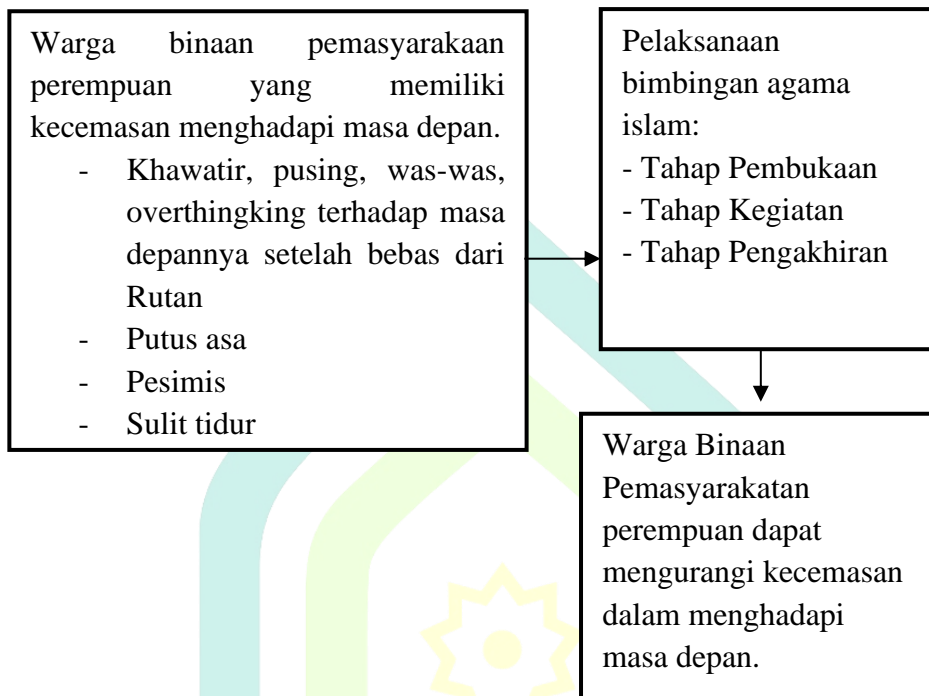 Warga binaan pemasyarakaan
perempuan yang memiliki
kecemasan menghadapi masa depan.
- Khawatir, pusing, was-was,
overthingking terhadap masa
depannya setelah bebas dari
Rutan
- Putus asa
- Pesimis
- Sulit tidur
Pelaksanaan
bimbingan agama
islam:
- Tahap Pembukaan
- Tahap Kegiatan
- Tahap Pengakhiran
Warga Binaan
Pemasyarakatan
perempuan dapat
mengurangi kecemasan
dalam menghadapi
masa depan.